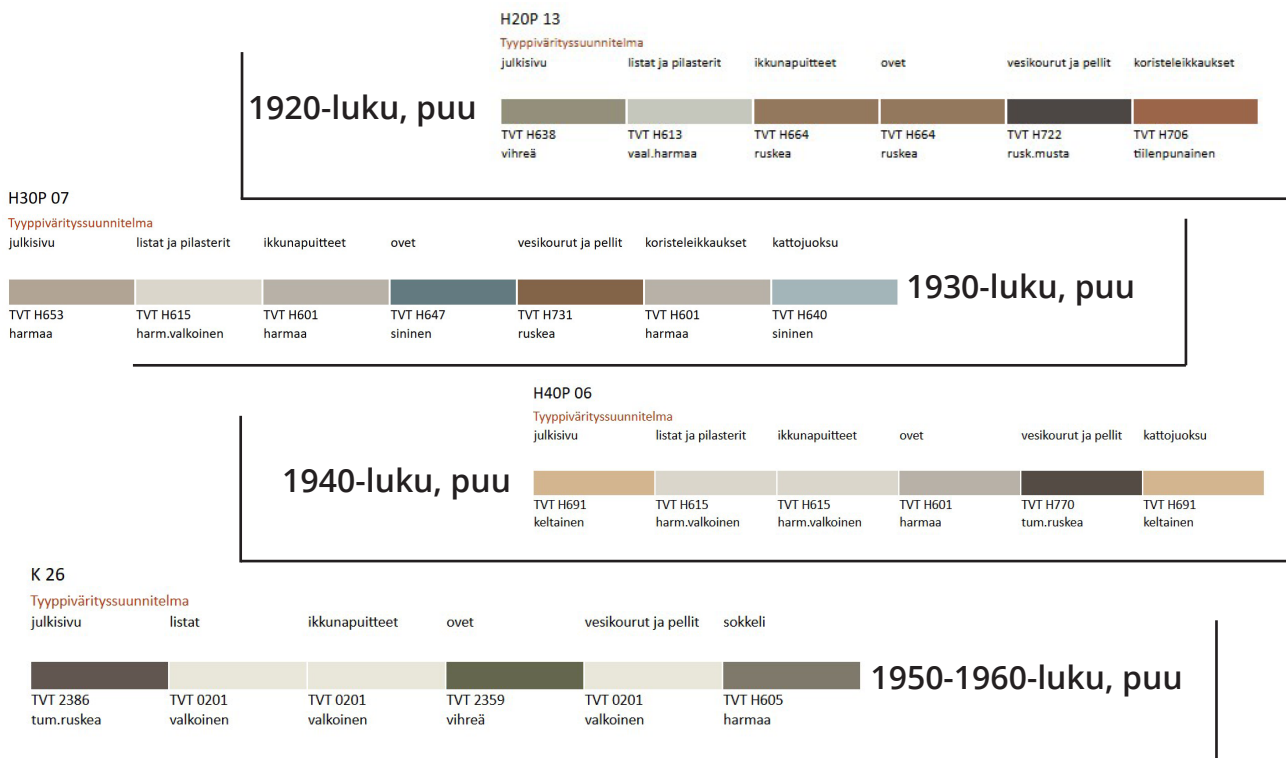 H20P 13
Tyyppivärityssuunnitelma
julkisivu listat ja pilasterit ikkunapuitteet ovet vesikourut ja pellit koristeleikkaukset
1920-luku, puu
TVT H638 TVT H613 TVT H664 TVT H664 TVT H722 TVT H706
vihreä vaal.harmaa ruskea ruskea rusk.musta tiilenpunainen
H30P 07
Tyyppivärityssuunnitelma
julkisivu listat ja pilasterit ikkunapuitteet ovet vesikourut ja pellit koristeleikkaukset kattojuoksu
1930-luku, puu
TVT H653 TVT H615 TVT H601 TVT H647 TVT H731 TVT H601 TVT H640
harmaa harm.valkoinen harmaa sininen ruskea harmaa sininen
H40P 06
Tyyppivärityssuunnitelma
julkisivu listat ja pilasterit ikkunapuitteet ovet vesikourut ja pellit kattojuoksu
1940-luku, puu
TVT H691 TVT H615 TVT H615 TVT H601 TVT H770 TVT H691
keltainen harm.valkoinen harm.valkoinen harmaa tum.ruskea keltainen
K 26
Tyyppivärityssuunnitelma
julkisivu listat ikkunapuitteet ovet vesikourut ja pellit sokkeli
1950-1960-luku, puu
TVT 2386 TVT 0201 TVT 0201 TVT 2359 TVT 0201 TVT H605
tum.ruskea valkoinen valkoinen vihreä valkoinen harmaa